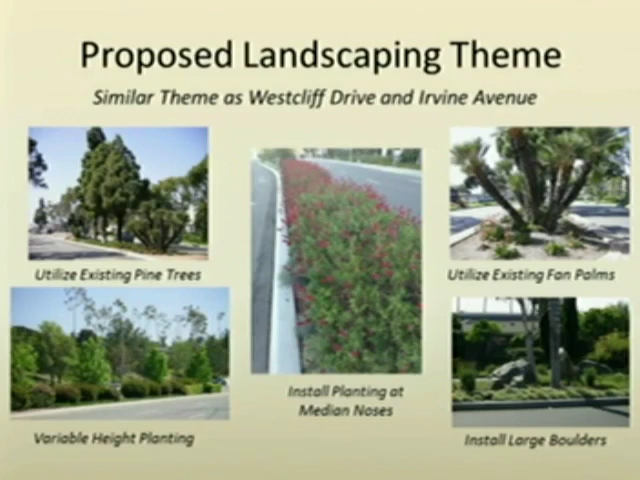 Proposed Landscaping Theme
Similar Theme as Westcliff Drive and Irvine Avenue
Utilize Existing Pine Trees
Utilize Existing Fan Palms
Install Planting at
Median Noses
Variable Height Planting
Install Large Boulders